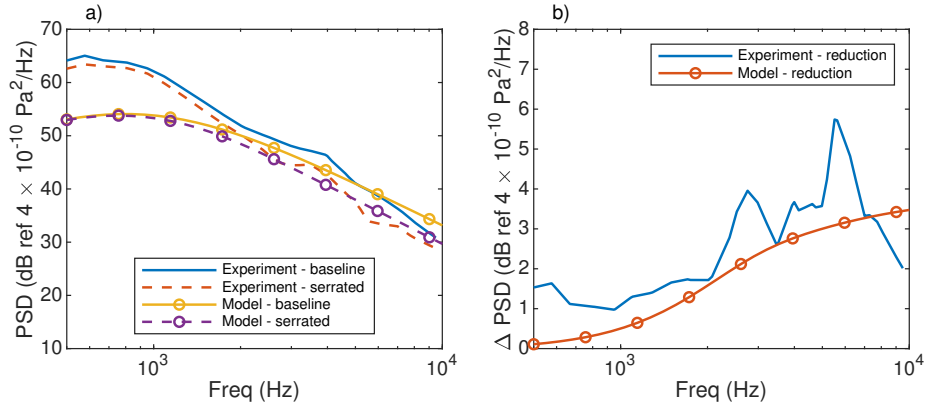 a)
70
60
50
40
30
20
10
PSD (dB ref 4 × 10⁻¹⁰ Pa²/Hz)
Experiment - baseline
Experiment - serrated
Model - baseline
Model - serrated
10³
10⁴
Freq (Hz)
b)
8
7
6
5
4
3
2
1
0
Δ PSD (dB ref 4 × 10⁻¹⁰ Pa²/Hz)
Experiment - reduction
Model - reduction
10³
10⁴
Freq (Hz)